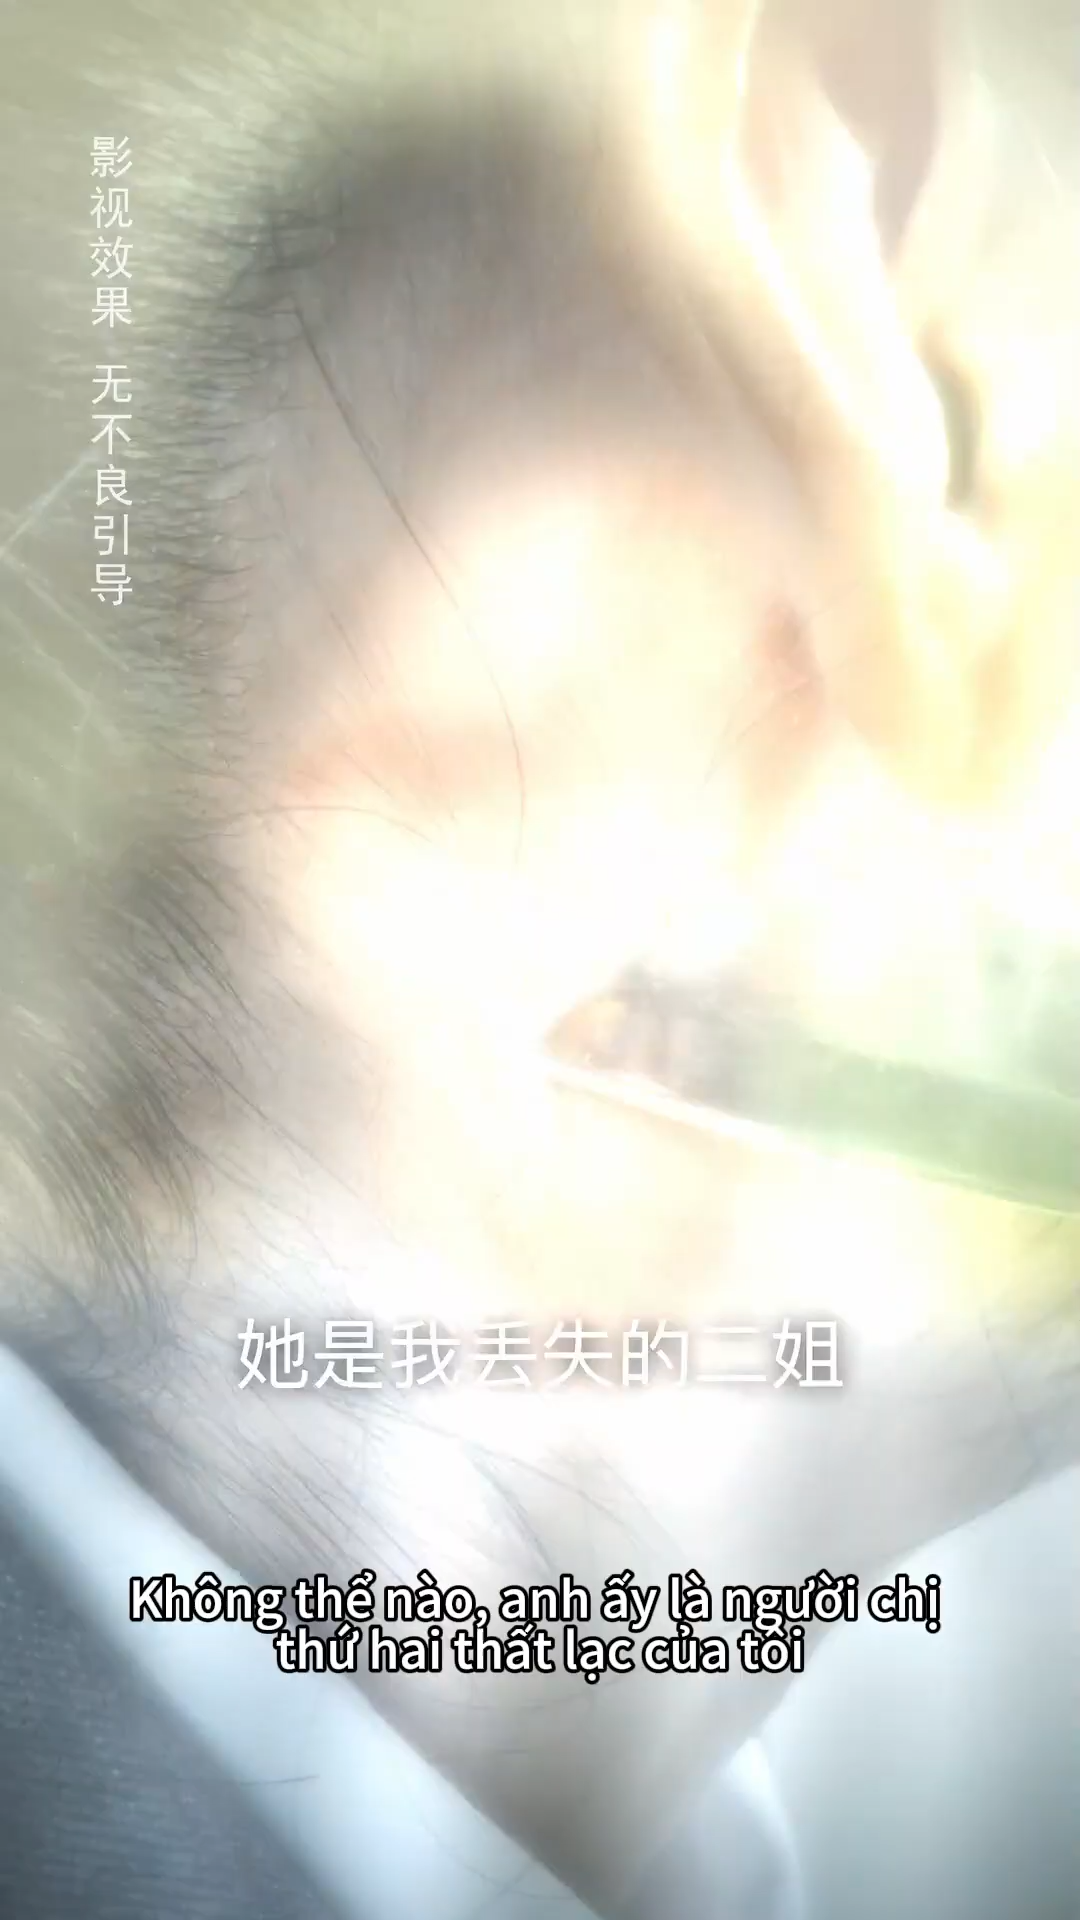 影视效果 无不良引导
她是我丢失的二姐
Không thể nào, anh ấy là người chị
thứ hai thất lạc của tôi